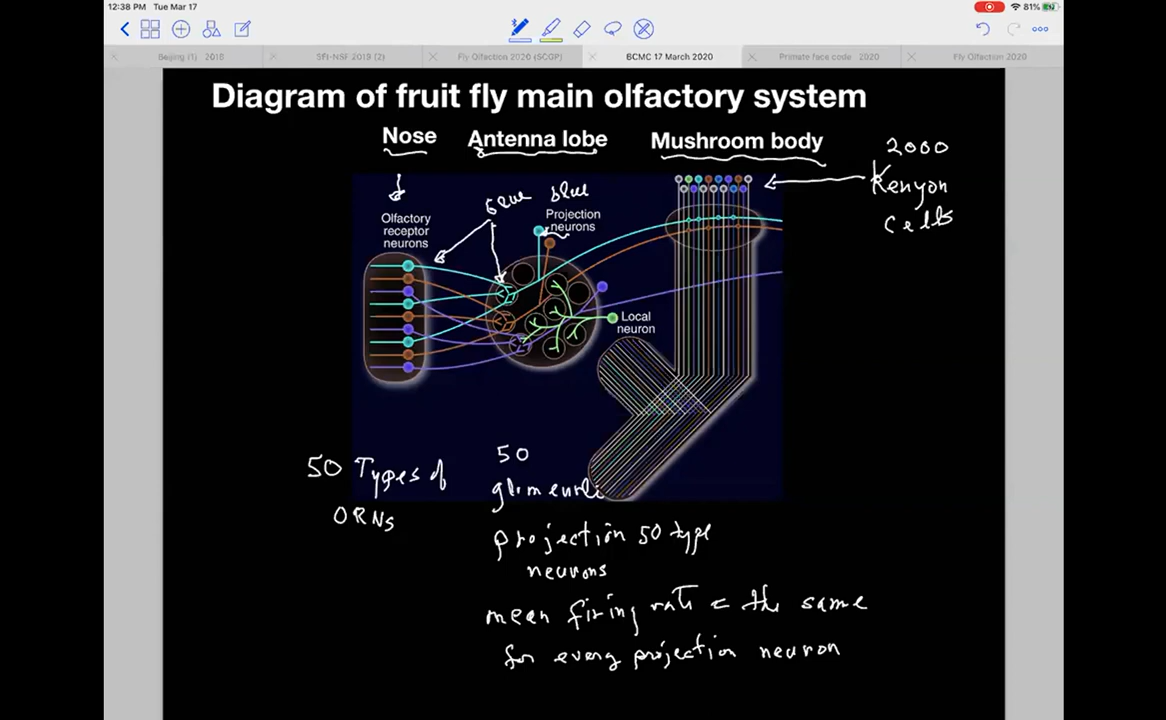 12:38 PM Tue Mar 17
81%
Beijing (1) 2018
SFI-NSF 2019 (2)
Fly Olfaction 2020 (SCGP)
BCMC 17 March 2020
Primate face code 2020
Fly Olfaction 2020
Diagram of fruit fly main olfactory system
Nose
Antenna lobe
Mushroom body
2000
Kenyon
cells
blue
Projection
neurons
Olfactory
receptor
neurons
Local
neuron
50 Types of
ORNs
50
projection 50 type
neurons
mean firing rate = the same
for every projection neuron